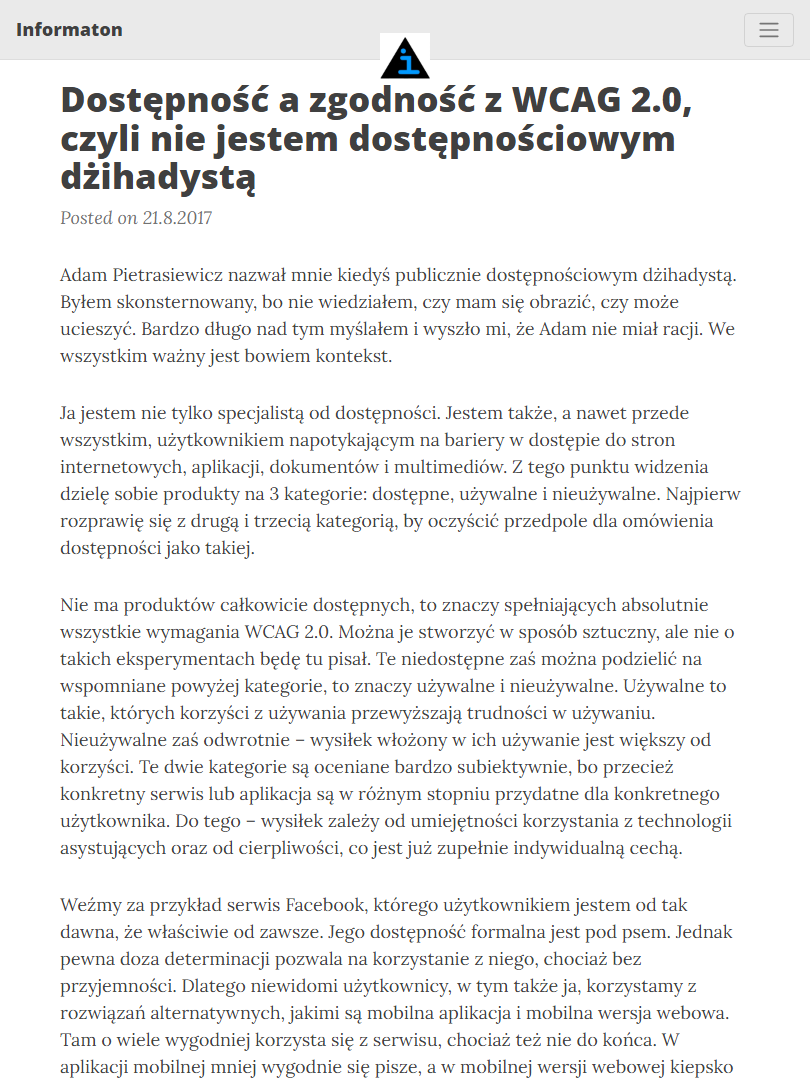 Informaton
i
Dostępność a zgodność z WCAG 2.0,
czyli nie jestem dostępnościowym
dżihadystą
Posted on 21.8.2017
Adam Pietrasiewicz nazwał mnie kiedyś publicznie dostępnościowym dżihadystą.
Byłem skonsternowany, bo nie wiedziałem, czy mam się obrazić, czy może
ucieszyć. Bardzo długo nad tym myślałem i wyszło mi, że Adam nie miał racji. We
wszystkim ważny jest bowiem kontekst.
Ja jestem nie tylko specjalistą od dostępności. Jestem także, a nawet przede
wszystkim, użytkownikiem napotykającym na bariery w dostępie do stron
internetowych, aplikacji, dokumentów i multimediów. Z tego punktu widzenia
dzielę sobie produkty na 3 kategorie: dostępne, używalne i nieużywalne. Najpierw
rozprawię się z drugą i trzecią kategorią, by oczyścić przedpole dla omówienia
dostępności jako takiej.
Nie ma produktów całkowicie dostępnych, to znaczy spełniających absolutnie
wszystkie wymagania WCAG 2.0. Można je stworzyć w sposób sztuczny, ale nie o
takich eksperymentach będę tu pisał. Te niedostępne zaś można podzielić na
wspomniane powyżej kategorie, to znaczy używalne i nieużywalne. Używalne to
takie, których korzyści z używania przewyższają trudności w używaniu.
Nieużywalne zaś odwrotnie – wysiłek włożony w ich używanie jest większy od
korzyści. Te dwie kategorie są oceniane bardzo subiektywnie, bo przecież
konkretny serwis lub aplikacja są w różnym stopniu przydatne dla konkretnego
użytkownika. Do tego – wysiłek zależy od umiejętności korzystania z technologii
asystujących oraz od cierpliwości, co jest już zupełnie indywidualną cechą.
Weźmy za przykład serwis Facebook, którego użytkownikiem jestem od tak
dawna, że właściwie od zawsze. Jego dostępność formalna jest pod psem. Jednak
pewna doza determinacji pozwala na korzystanie z niego, chociaż bez
przyjemności. Dlatego niewidomi użytkownicy, w tym także ja, korzystamy z
rozwiązań alternatywnych, jakimi są mobilna aplikacja i mobilna wersja webowa.
Tam o wiele wygodniej korzysta się z serwisu, chociaż też nie do końca. W
aplikacji mobilnej mniej wygodnie się pisze, a w mobilnej wersji webowej kiepsko